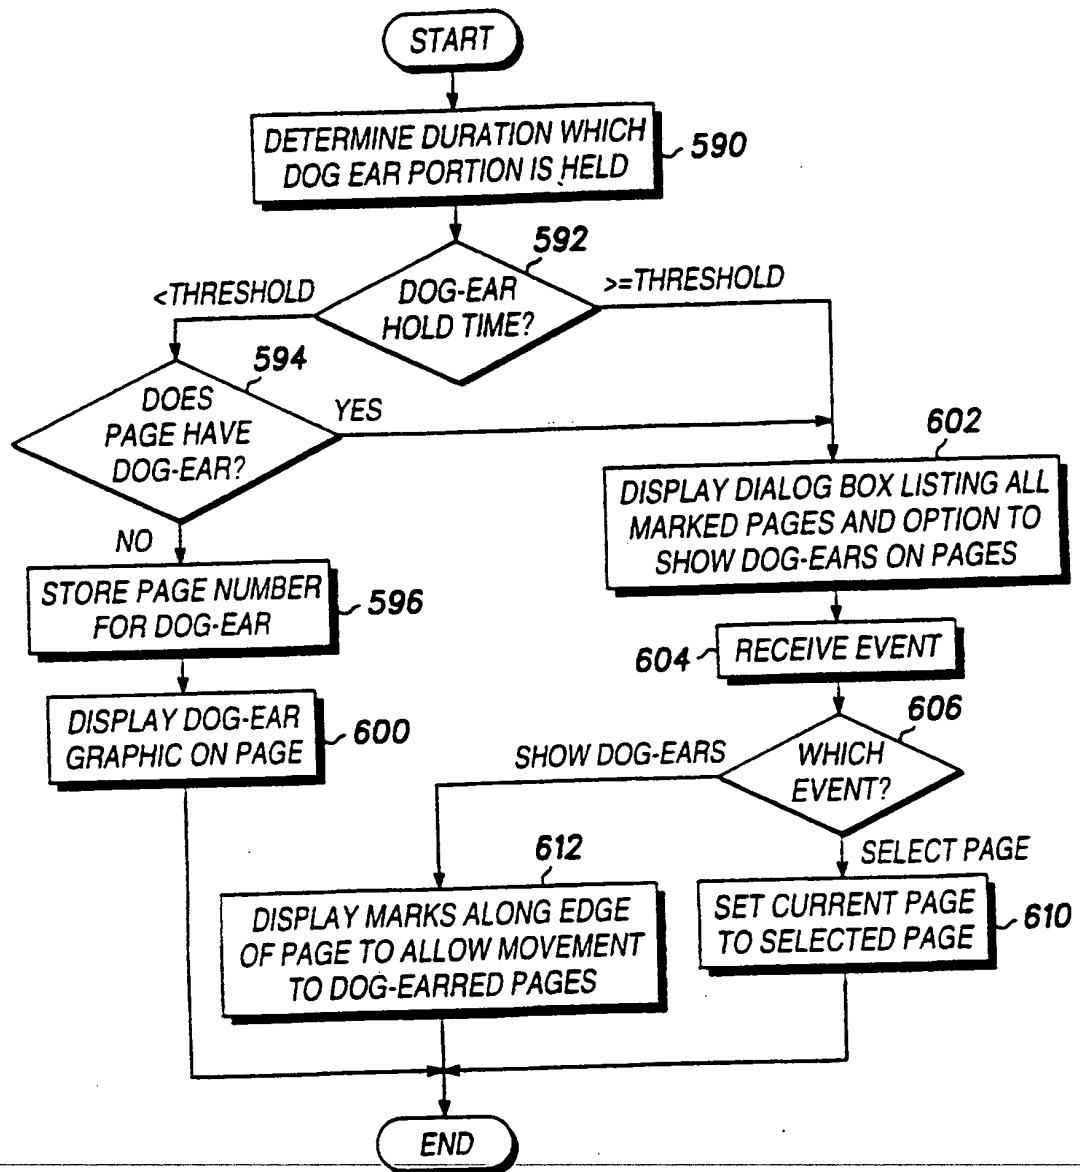 START
DETERMINE DURATION WHICH
DOG EAR PORTION IS HELD
590
592
DOG-EAR
HOLD TIME?
<THRESHOLD
>=THRESHOLD
594
DOES
PAGE HAVE
DOG-EAR?
YES
NO
STORE PAGE NUMBER
FOR DOG-EAR
596
DISPLAY DOG-EAR
GRAPHIC ON PAGE
600
602
DISPLAY DIALOG BOX LISTING ALL
MARKED PAGES AND OPTION TO
SHOW DOG-EARS ON PAGES
604
RECEIVE EVENT
606
WHICH
EVENT?
SHOW DOG-EARS
SELECT PAGE
612
DISPLAY MARKS ALONG EDGE
OF PAGE TO ALLOW MOVEMENT
TO DOG-EARRED PAGES
SET CURRENT PAGE
TO SELECTED PAGE
610
END